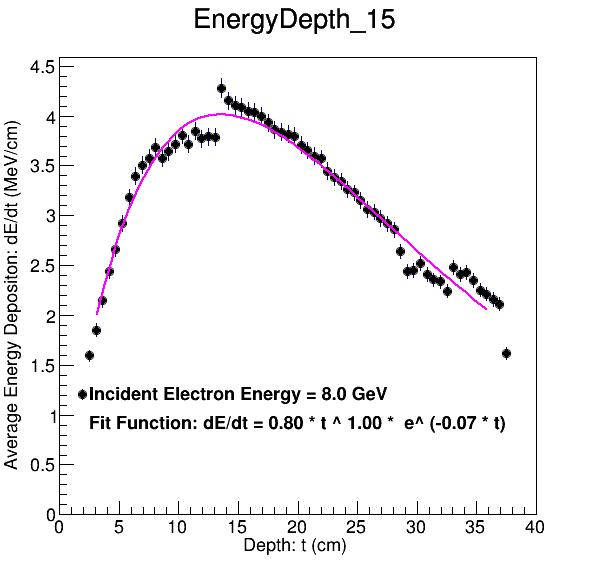 EnergyDepth_15
Average Energy Depositon: dE/dt (MeV/cm)
4.5
4
3.5
3
2.5
2
1.5
1
0.5
0
Incident Electron Energy = 8.0 GeV
Fit Function: dE/dt = 0.80 * t ^ 1.00 * e^ (-0.07 * t)
0 5 10 15 20 25 30 35 40
Depth: t (cm)